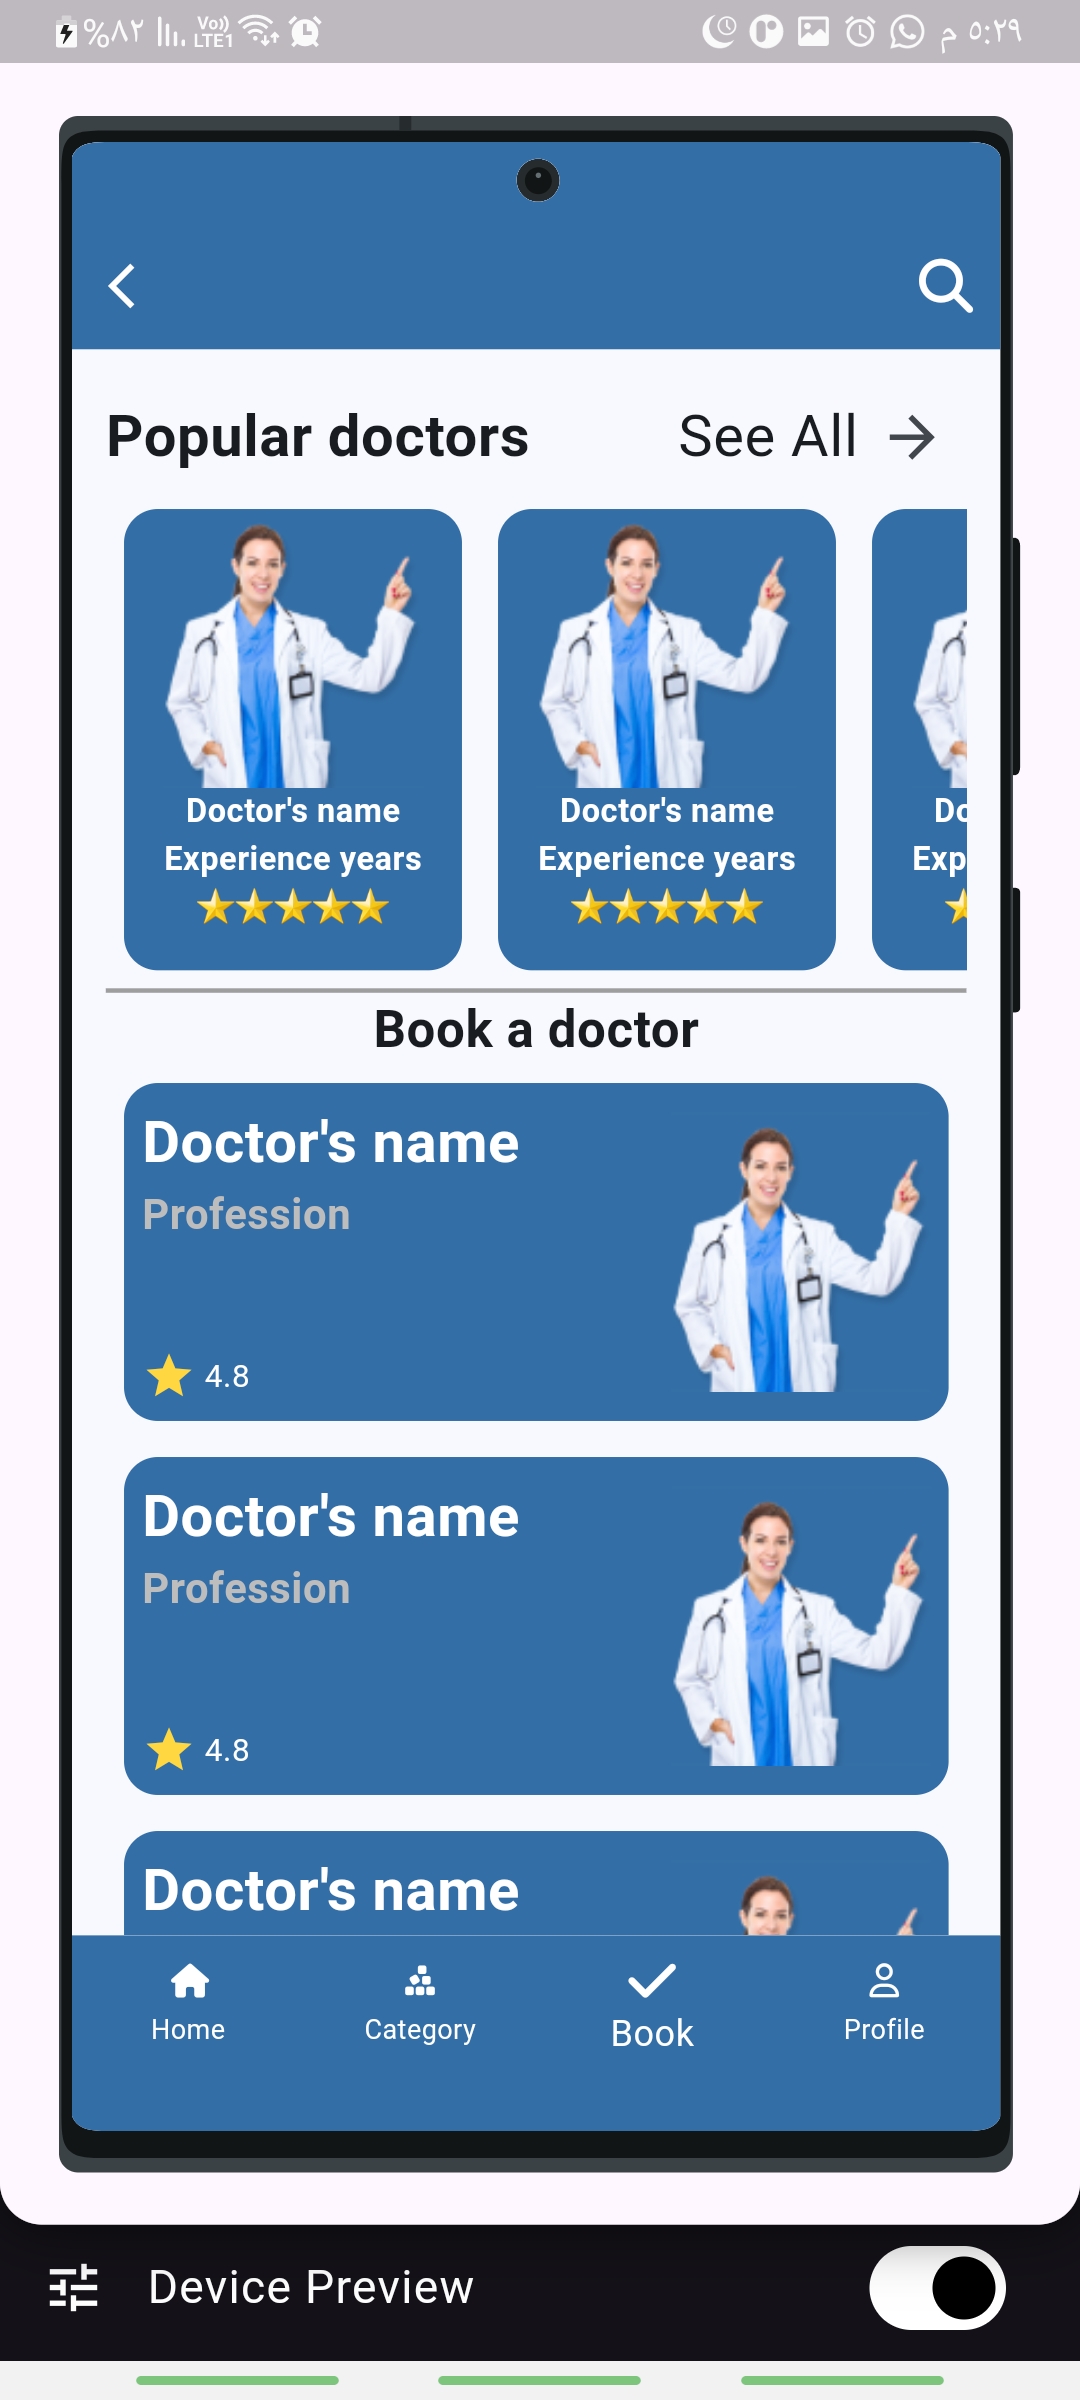 %٨٢ Vo)) LTE1 ٥:٢٩ م
Popular doctors See All
Doctor's name Doctor's name Do
Experience years Experience years Exp
Book a doctor
Doctor's name
Profession
4.8
Doctor's name
Profession
4.8
Doctor's name
Home Category Book Profile
Device Preview